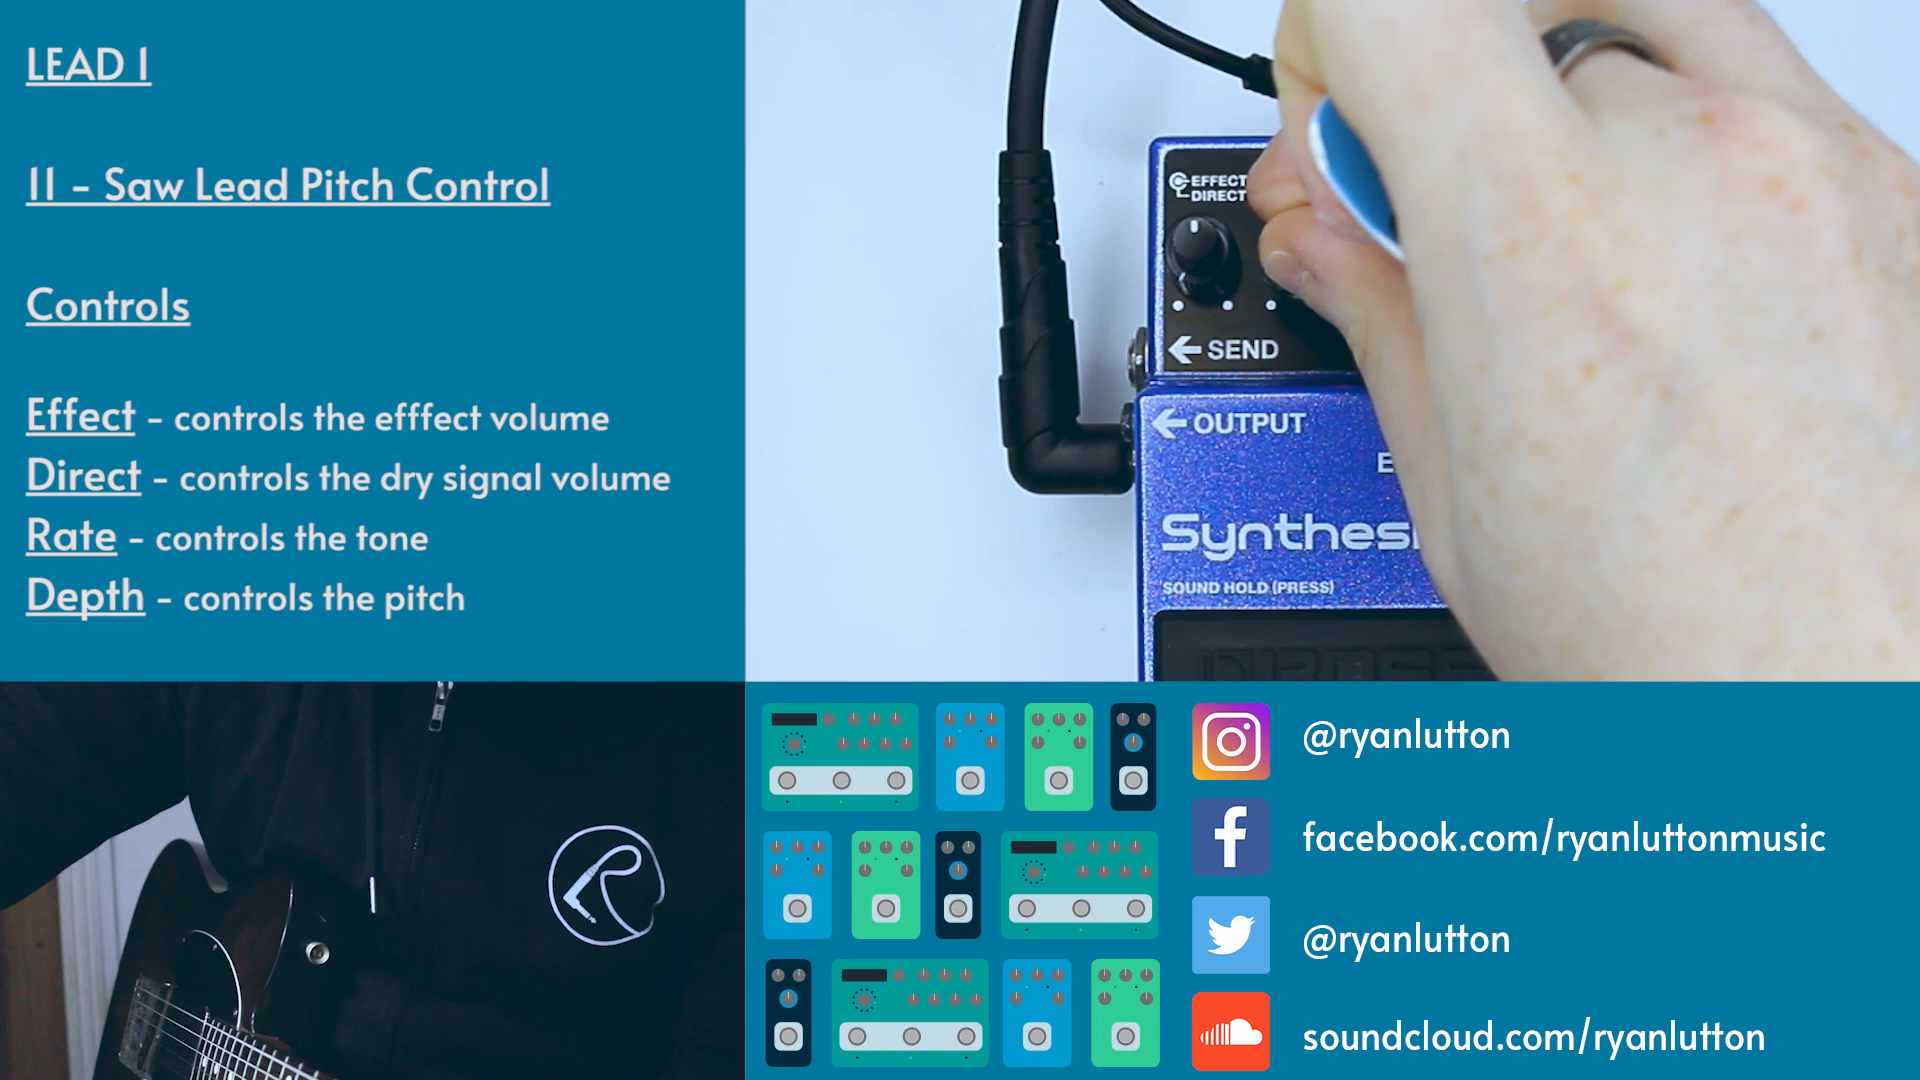 LEAD 1
11 - Saw Lead Pitch Control
Controls
Effect - controls the efffect volume
Direct - controls the dry signal volume
Rate - controls the tone
Depth - controls the pitch
EFFECT
DIRECT
SEND
OUTPUT
SOUND HOLD (PRESS)
@ryanlutton
facebook.com/ryanluttonmusic
@ryanlutton
soundcloud.com/ryanlutton